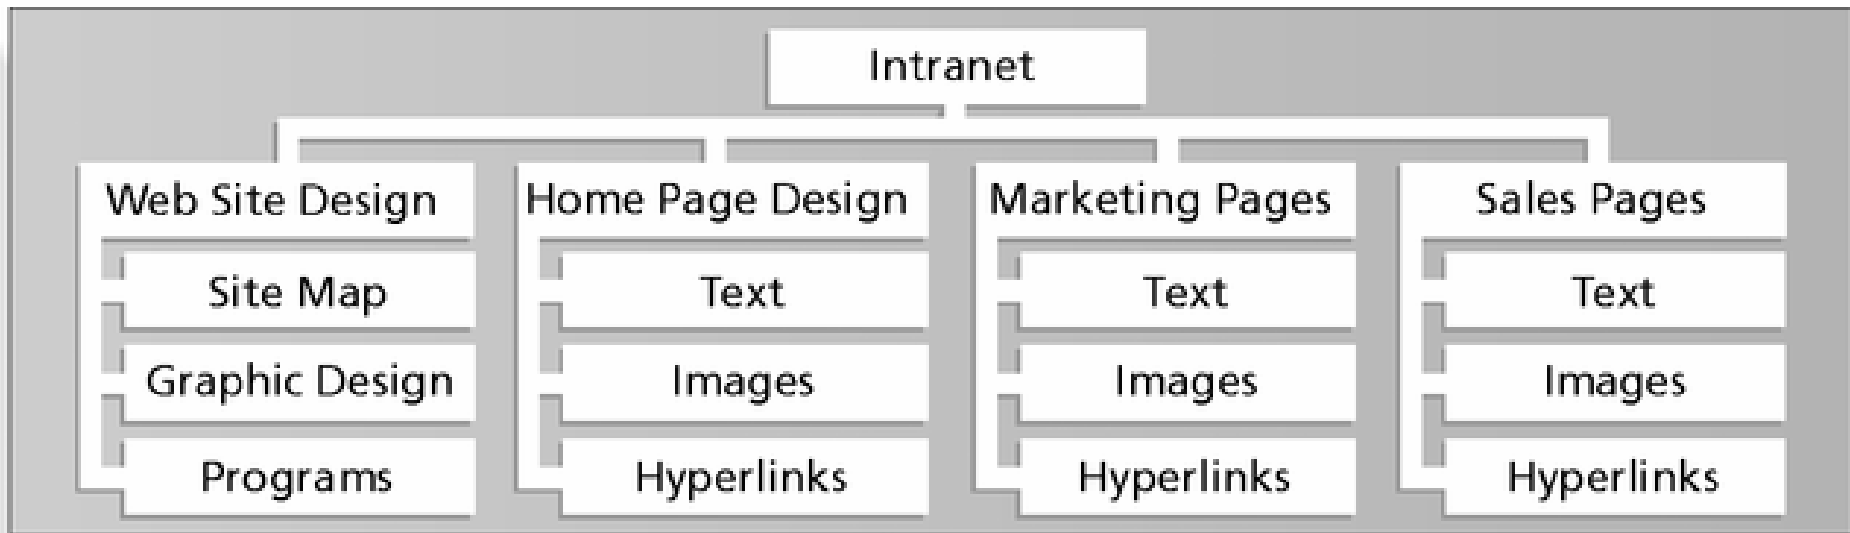 Intranet
Web Site Design
Site Map
Graphic Design
Programs
Home Page Design
Text
Images
Hyperlinks
Marketing Pages
Text
Images
Hyperlinks
Sales Pages
Text
Images
Hyperlinks